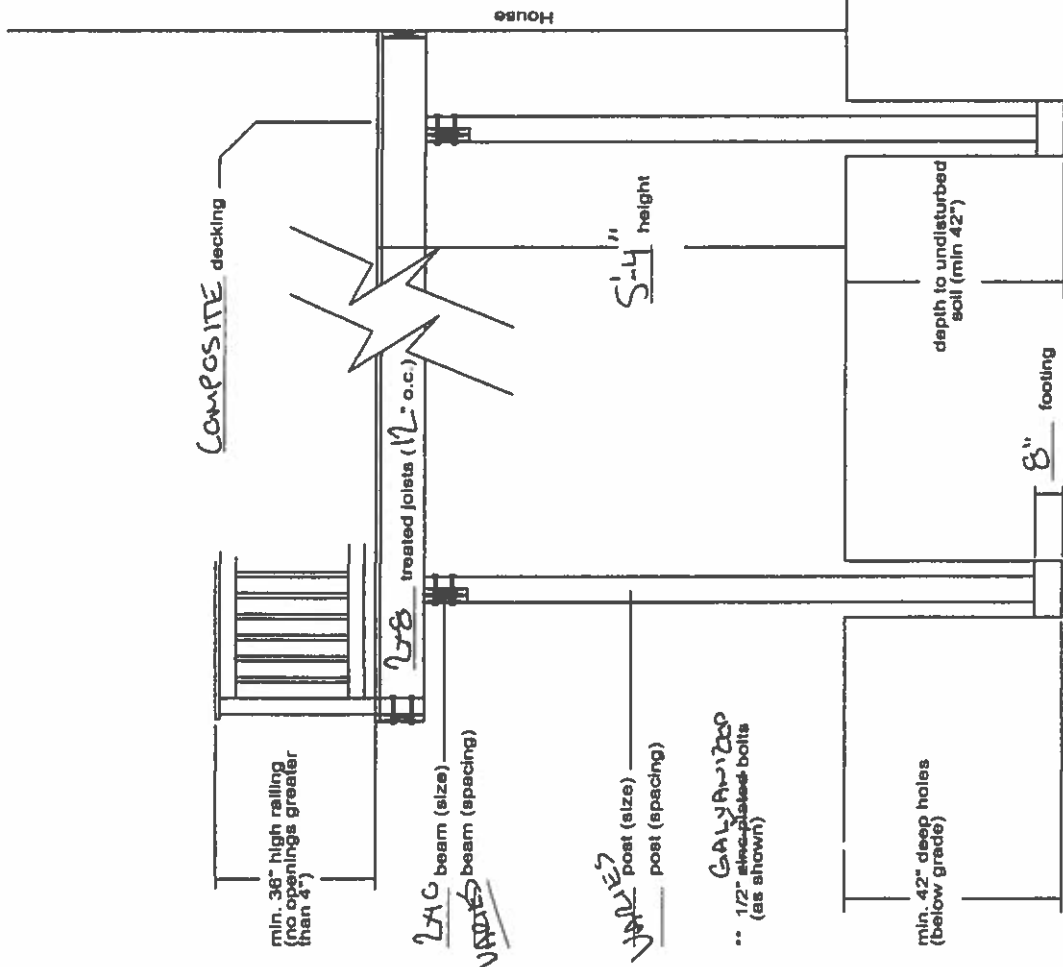 House
COMPOSITE decking
min. 36" high railing
(no openings greater
than 4")
2x8 treated joists (12" o.c.)
beam (size)
VARIES beam (spacing)
5'-4" height
VARIES post (size)
post (spacing)
GALVANIZED
** 1/2" zinc plated bolts
(as shown)
depth to undisturbed
soil (min 42")
min. 42" deep holes
(below grade)
8" footing